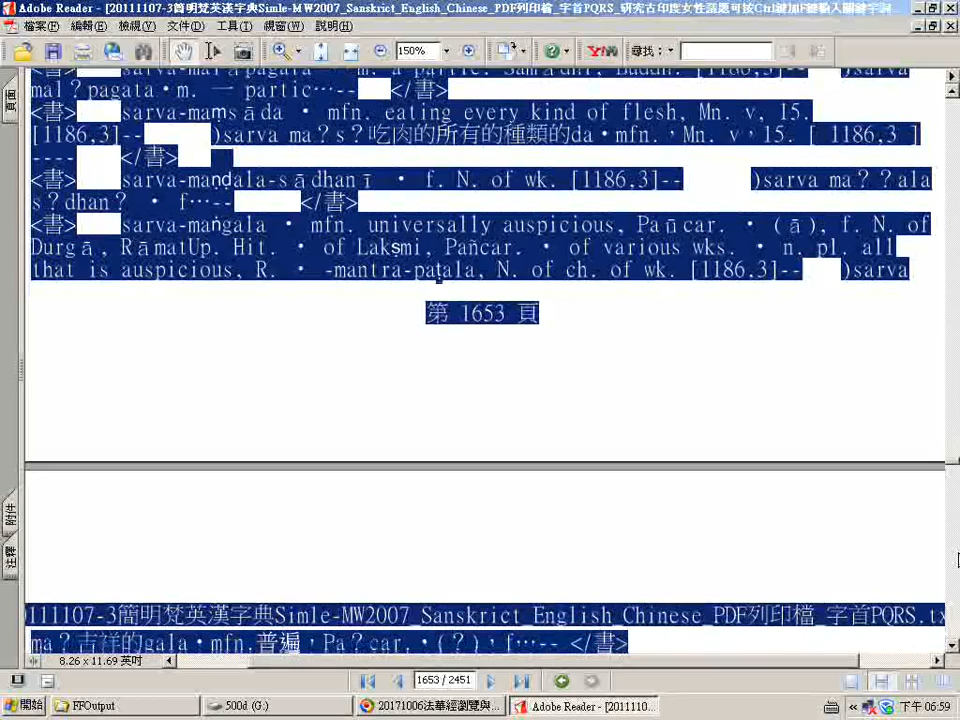 Adobe Reader - [20111107-3簡明梵英漢字典Simle-MW2007_Sanskrict_English_Chinese_PDF列印檔_字首PQRS_研究古印度女性議題可按Ctrl鍵加F鍵輸入關鍵字詞
檔案(F) 編輯(E) 檢視(V) 文件(D) 工具(T) 視窗(W) 說明(H)
150% 尋找：
mal？pagata‧m. 一 partic…-- </書>
<書> sarva-maṃsāda ‧ mfn. eating every kind of flesh, Mn. v, 15.
[1186,3]-- )sarva ma？s？吃肉的所有的種類的da‧mfn.，Mn. v，15. [ 1186,3 ]
---- </書>
<書> sarva-maṇḍala-sādhanī ‧ f. N. of wk. [1186,3]-- )sarva ma？？ala
s？dhan？ ‧ f…-- </書>
<書> sarva-maṅgala ‧ mfn. universally auspicious, Pañcar. ‧ (ā), f. N. of
Durgā, RāmatUp. Hit. ‧ of Lakṣmi, Pañcar. ‧ of various wks. ‧ n. pl. all
that is auspicious, R. ‧ -mantra-paṭala, N. of ch. of wk. [1186,3]-- )sarva
第 1653 頁
111107-3簡明梵英漢字典Simle-MW2007_Sanskrict_English_Chinese_PDF列印檔_字首PQRS.tx
ma？吉祥的gala‧mfn.普遍，Pa？car.‧(？)，f…-- </書>
頁面
附件
注釋
8.26 x 11.69 英吋
1653 / 2451
開始 FFOutput 500d (G:) 20171006法華經瀏覽與... Adobe Reader - [2011110... 下午 06:59